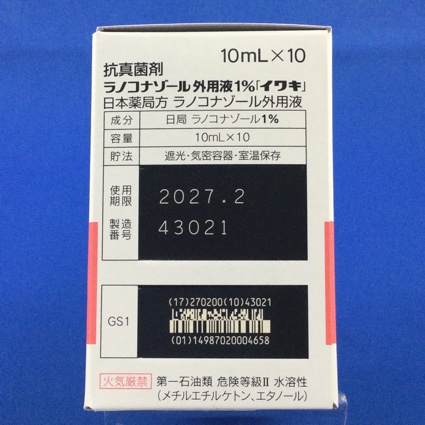 10mL×10
抗真菌剤
ラノコナゾール外用液1%「イワキ」
日本薬局方 ラノコナゾール外用液
成分 日局 ラノコナゾール1%
容量 10mL×10
貯法 遮光・気密容器・室温保存
使用期限 2027.2
製造番号 43021
(17)270200(10)43021
GS1
(01)14987020004658
火気厳禁 第一石油類 危険等級Ⅱ 水溶性
(メチルエチルケトン、エタノール)